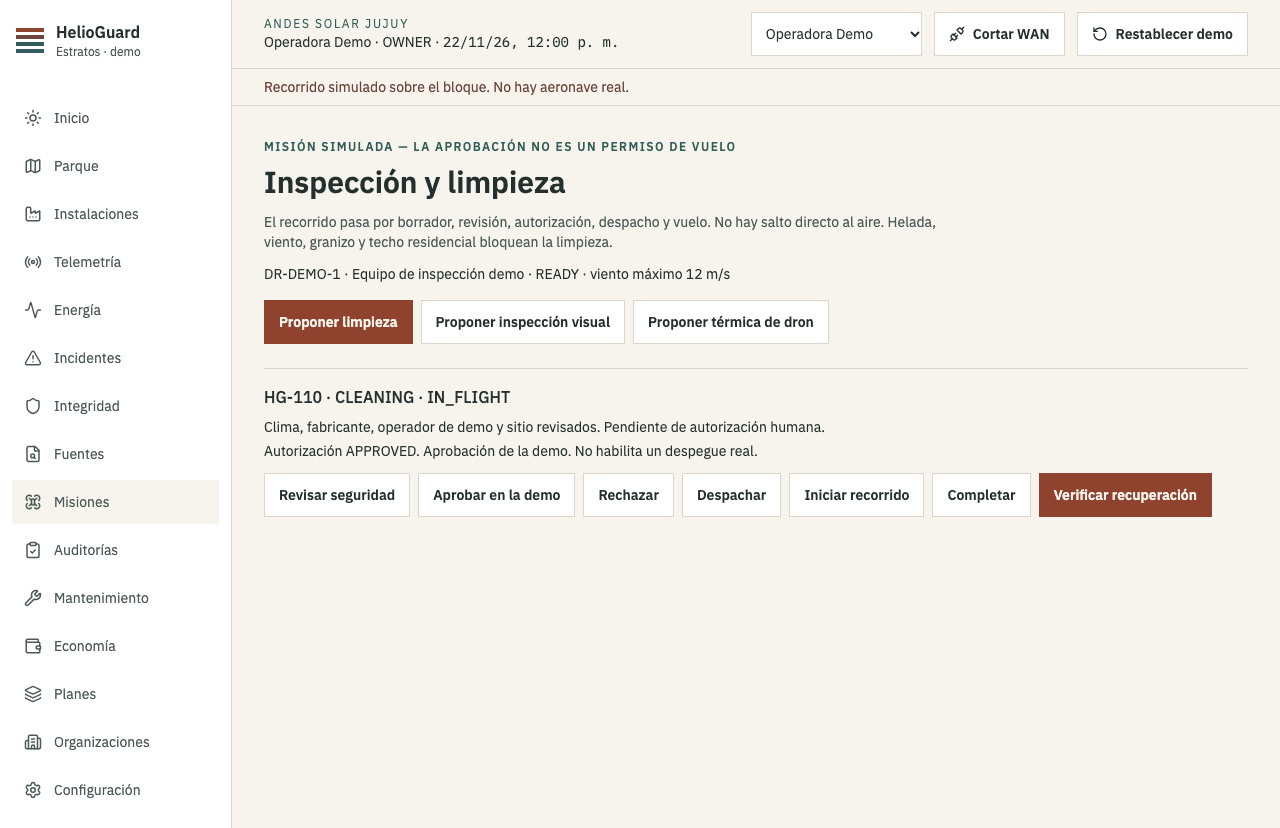 HelioGuard
Estratos · demo
Inicio
Parque
Instalaciones
Telemetría
Energía
Incidentes
Integridad
Fuentes
Misiones
Auditorías
Mantenimiento
Economía
Planes
Organizaciones
Configuración
ANDES SOLAR JUJUY
Operadora Demo · OWNER · 22/11/26, 12:00 p. m.
Operadora Demo
Cortar WAN
Restablecer demo
Recorrido simulado sobre el bloque. No hay aeronave real.
MISIÓN SIMULADA — LA APROBACIÓN NO ES UN PERMISO DE VUELO
Inspección y limpieza
El recorrido pasa por borrador, revisión, autorización, despacho y vuelo. No hay salto directo al aire. Helada,
viento, granizo y techo residencial bloquean la limpieza.
DR-DEMO-1 · Equipo de inspección demo · READY · viento máximo 12 m/s
Proponer limpieza
Proponer inspección visual
Proponer térmica de dron
HG-110 · CLEANING · IN_FLIGHT
Clima, fabricante, operador de demo y sitio revisados. Pendiente de autorización humana.
Autorización APPROVED. Aprobación de la demo. No habilita un despegue real.
Revisar seguridad
Aprobar en la demo
Rechazar
Despachar
Iniciar recorrido
Completar
Verificar recuperación